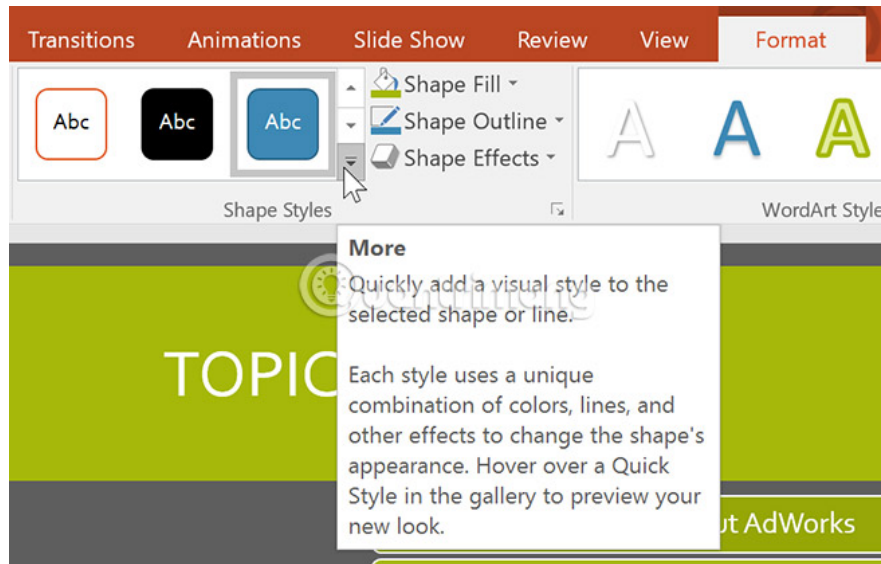 Transitions Animations Slide Show Review View Format
Abc Abc Abc
Shape Fill
Shape Outline
Shape Effects
A A A
Shape Styles
WordArt Style
More
Quickly add a visual style to the
selected shape or line.
Each style uses a unique
combination of colors, lines, and
other effects to change the shape's
appearance. Hover over a Quick
Style in the gallery to preview your
new look.
TOPIC
ut AdWorks
uantrimang